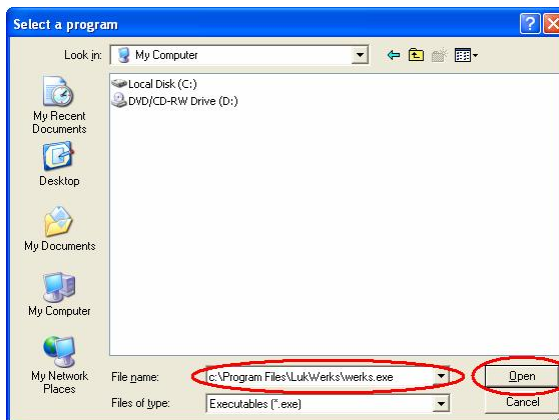 Select a program
Look in: My Computer
Local Disk (C:)
DVD/CD-RW Drive (D:)
My Recent
Documents
Desktop
My Documents
My Computer
My Network
Places
File name: c:\Program Files\LukWerks\werks.exe Open
Files of type: Executables (*.exe) Cancel